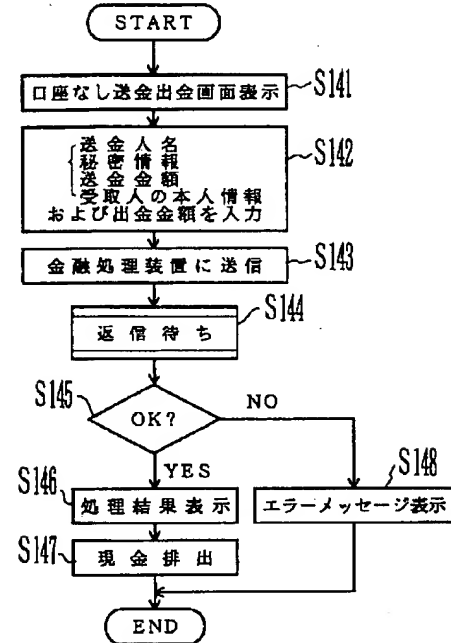 START
口座なし送金出金画面表示
S141
送金人名
秘密情報
送金金額
受取人の本人情報
および出金金額を入力
S142
金融処理装置に送信
S143
返信待ち
S144
S145
OK?
NO
YES
S146
処理結果表示
S148
エラーメッセージ表示
S147
現金排出
END